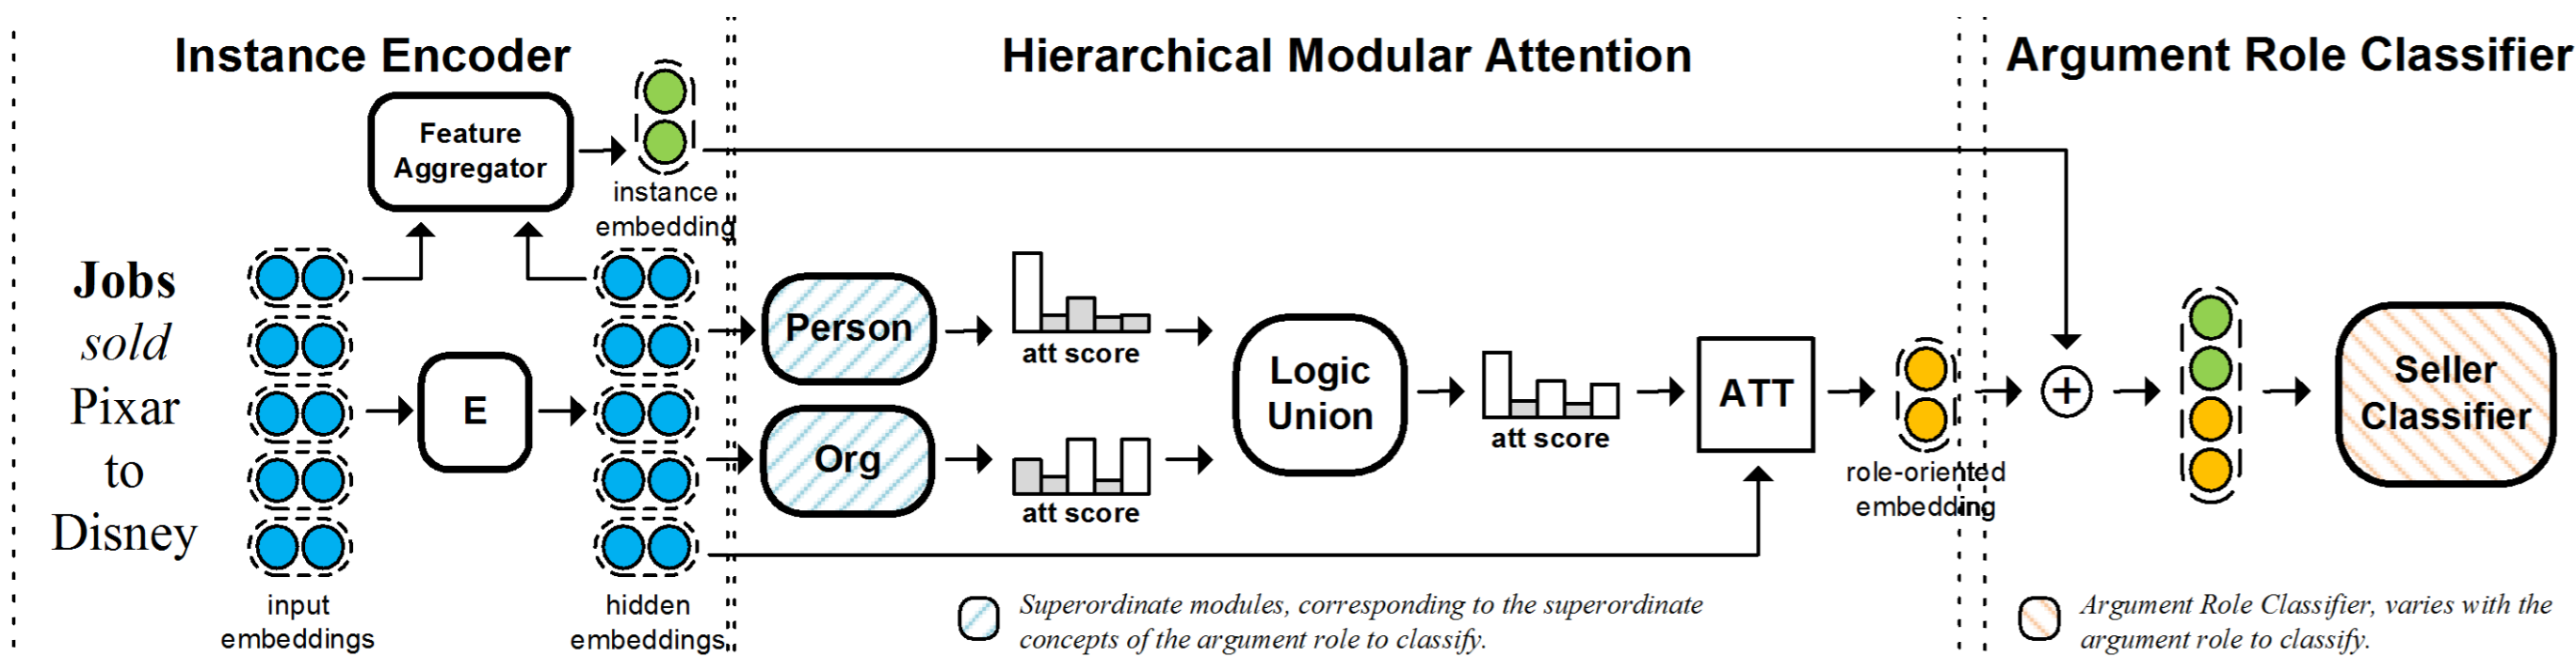 Instance Encoder
Hierarchical Modular Attention
Argument Role Classifier
Feature
Aggregator
instance
embedding
Jobs
sold
Pixar
to
Disney
E
input
embeddings
hidden
embeddings
Person
att score
Org
att score
Logic
Union
att score
ATT
role-oriented
embedding
+
Seller
Classifier
Superordinate modules, corresponding to the superordinate
concepts of the argument role to classify.
Argument Role Classifier, varies with the
argument role to classify.